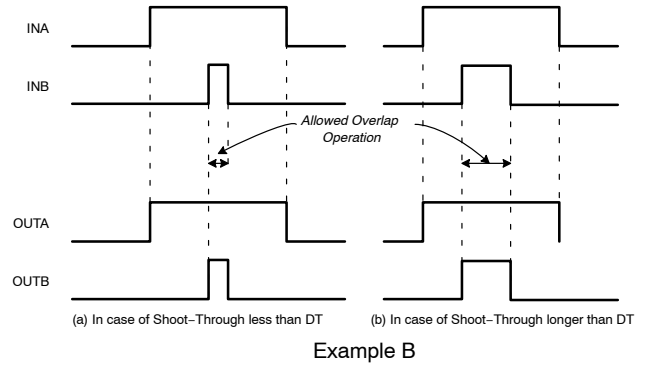 INA
INB
Allowed Overlap
Operation
OUTA
OUTB
(a) In case of Shoot−Through less than DT
(b) In case of Shoot−Through longer than DT
Example B